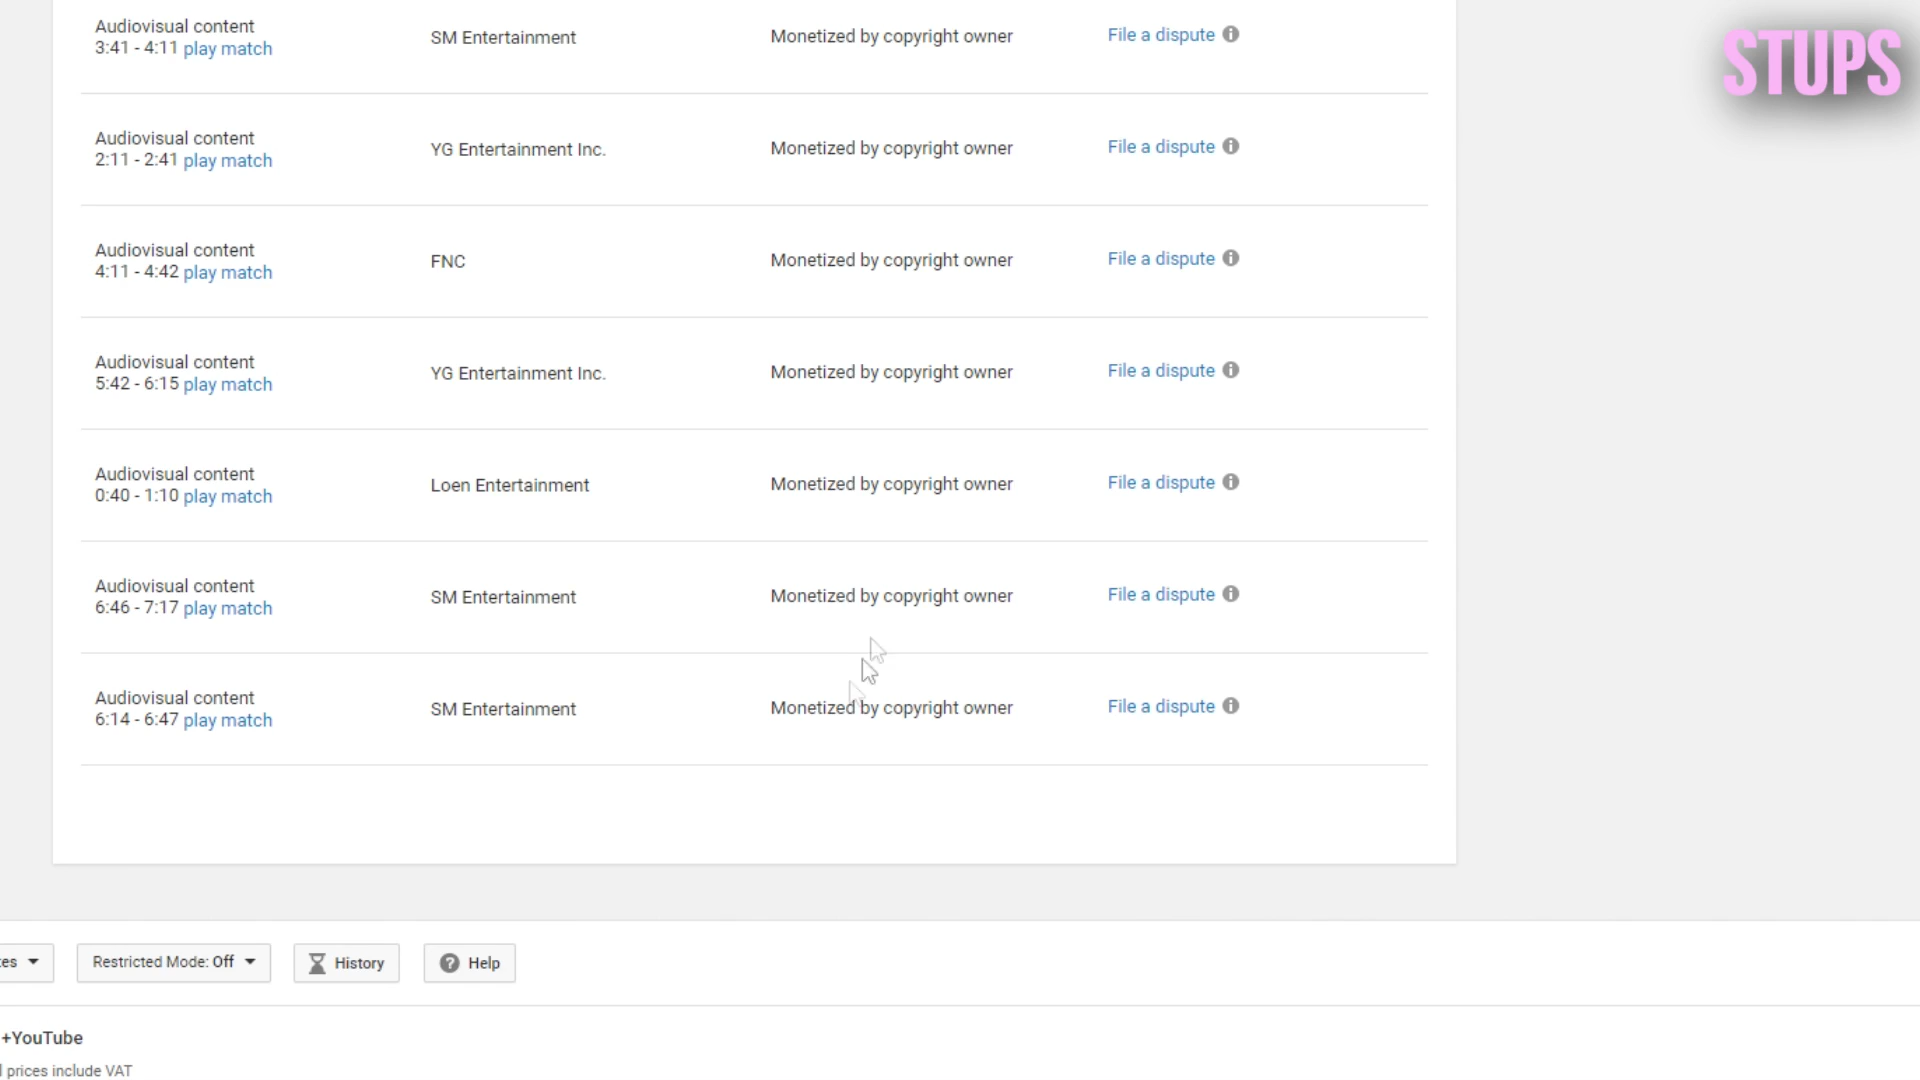 STUPS
Audiovisual content
3:41 - 4:11 play match
SM Entertainment
Monetized by copyright owner
File a dispute
Audiovisual content
2:11 - 2:41 play match
YG Entertainment Inc.
Monetized by copyright owner
File a dispute
Audiovisual content
4:11 - 4:42 play match
FNC
Monetized by copyright owner
File a dispute
Audiovisual content
5:42 - 6:15 play match
YG Entertainment Inc.
Monetized by copyright owner
File a dispute
Audiovisual content
0:40 - 1:10 play match
Loen Entertainment
Monetized by copyright owner
File a dispute
Audiovisual content
6:46 - 7:17 play match
SM Entertainment
Monetized by copyright owner
File a dispute
Audiovisual content
6:14 - 6:47 play match
SM Entertainment
Monetized by copyright owner
File a dispute
Restricted Mode: Off
History
Help
+YouTube
prices include VAT